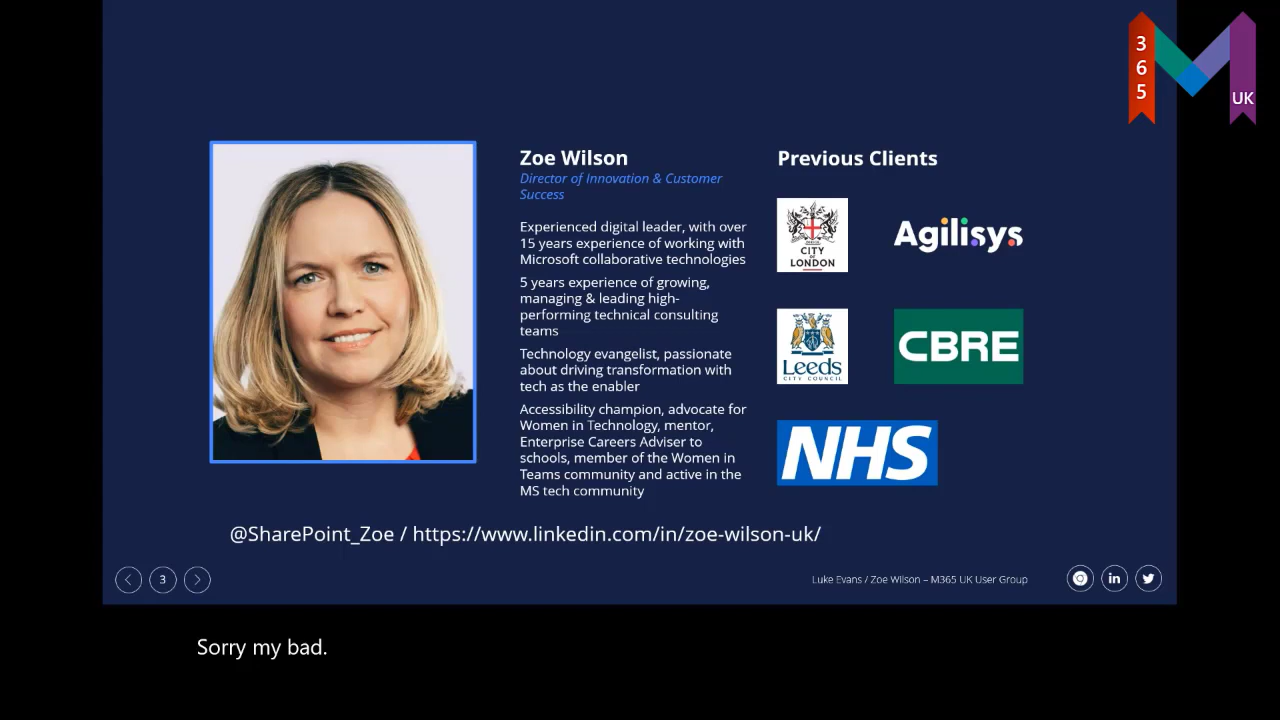 3
6
5
UK
Zoe Wilson
Director of Innovation & Customer
Success
Experienced digital leader, with over
15 years experience of working with
Microsoft collaborative technologies
5 years experience of growing,
managing & leading high-
performing technical consulting
teams
Technology evangelist, passionate
about driving transformation with
tech as the enabler
Accessibility champion, advocate for
Women in Technology, mentor,
Enterprise Careers Adviser to
schools, member of the Women in
Teams community and active in the
MS tech community
Previous Clients
CITY
OF
LONDON
Agilisys
Leeds
CITY COUNCIL
CBRE
NHS
@SharePoint_Zoe / https://www.linkedin.com/in/zoe-wilson-uk/
3
Luke Evans / Zoe Wilson – M365 UK User Group
in
Sorry my bad.